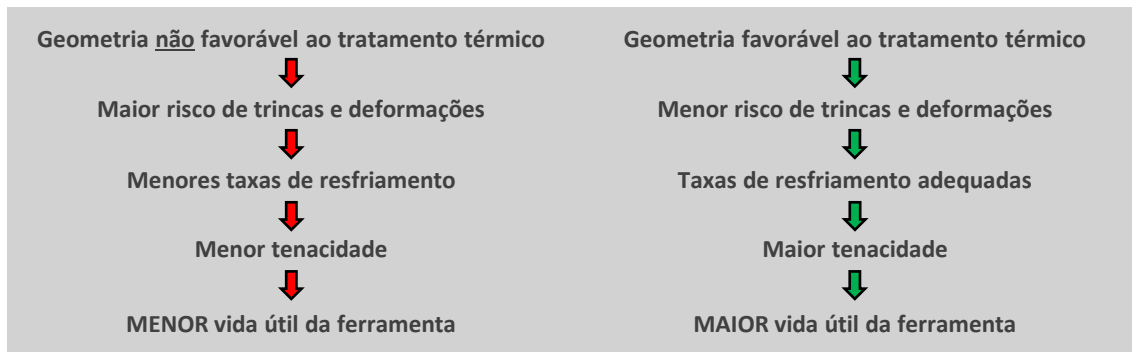 Geometria não favorável ao tratamento térmico
Maior risco de trincas e deformações
Menores taxas de resfriamento
Menor tenacidade
MENOR vida útil da ferramenta
Geometria favorável ao tratamento térmico
Menor risco de trincas e deformações
Taxas de resfriamento adequadas
Maior tenacidade
MAIOR vida útil da ferramenta